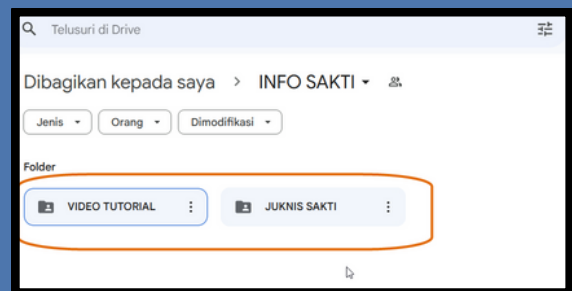 Telusuri di Drive
Dibagikan kepada saya > INFO SAKTI
Jenis Orang Dimodifikasi
Folder
VIDEO TUTORIAL JUKNIS SAKTI